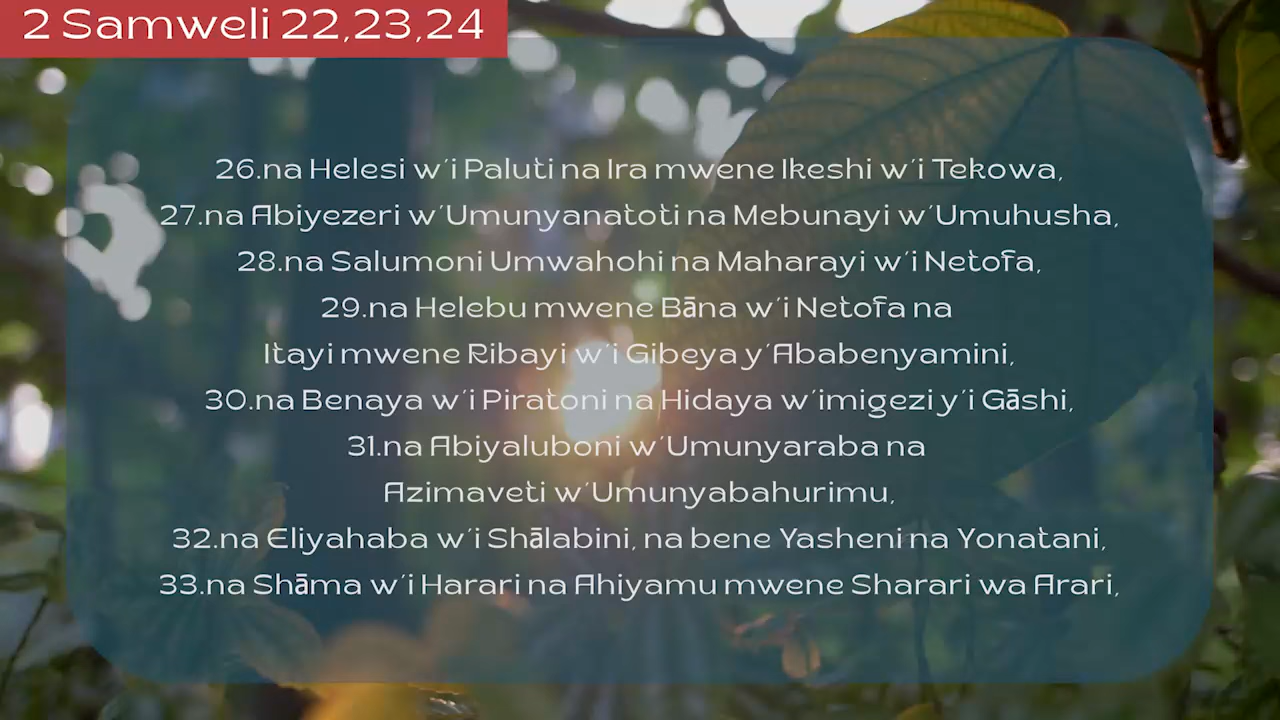 2 Samweli 22,23,24
26.na Helesi w'i Paluti na Ira mwene Ikeshi w'i Tekowa,
27.na Abiyezeri w'Umunyanatoti na Mebunayi w'Umuhusha,
28.na Salumoni Umwahohi na Maharayi w'i Netofa,
29.na Helebu mwene Bāna w'i Netofa na
Itayi mwene Ribayi w'i Gibeya y'Ababenyamini,
30.na Benaya w'i Piratoni na Hidaya w'imigezi y'i Gāshi,
31.na Abiyaluboni w'Umunyaraba na
Azimaveti w'Umunyabahurimu,
32.na Eliyahaba w'i Shālabini, na bene Yasheni na Yonatani,
33.na Shāma w'i Harari na Ahiyamu mwene Sharari wa Arari,